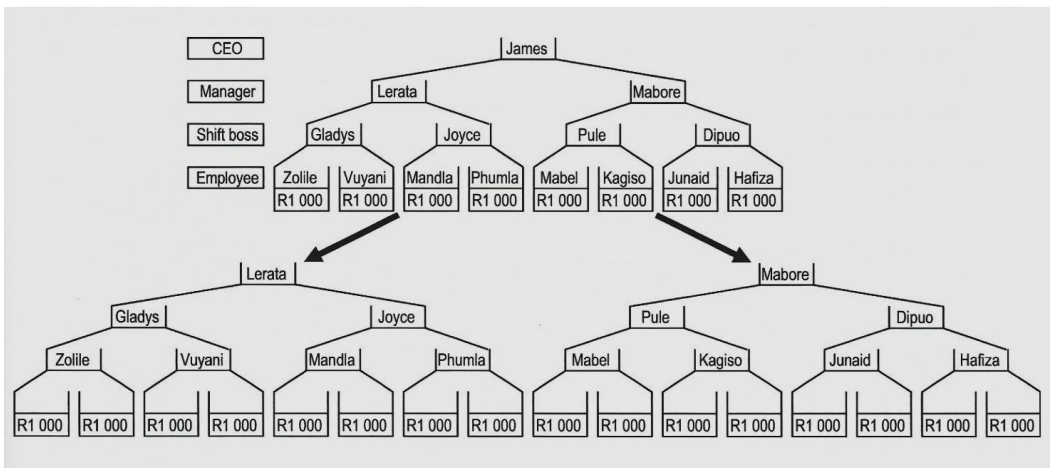 CEO James
Manager Lerata Mabore
Shift boss Gladys Joyce Pule Dipuo
Employee Zolile Vuyani Mandla Phumla Mabel Kagiso Junaid Hafiza
R1 000 R1 000 R1 000 R1 000 R1 000 R1 000 R1 000 R1 000
Lerata Mabore
Gladys Joyce Pule Dipuo
Zolile Vuyani Mandla Phumla Mabel Kagiso Junaid Hafiza
R1 000 R1 000 R1 000 R1 000 R1 000 R1 000 R1 000 R1 000 R1 000 R1 000 R1 000 R1 000 R1 000 R1 000 R1 000 R1 000